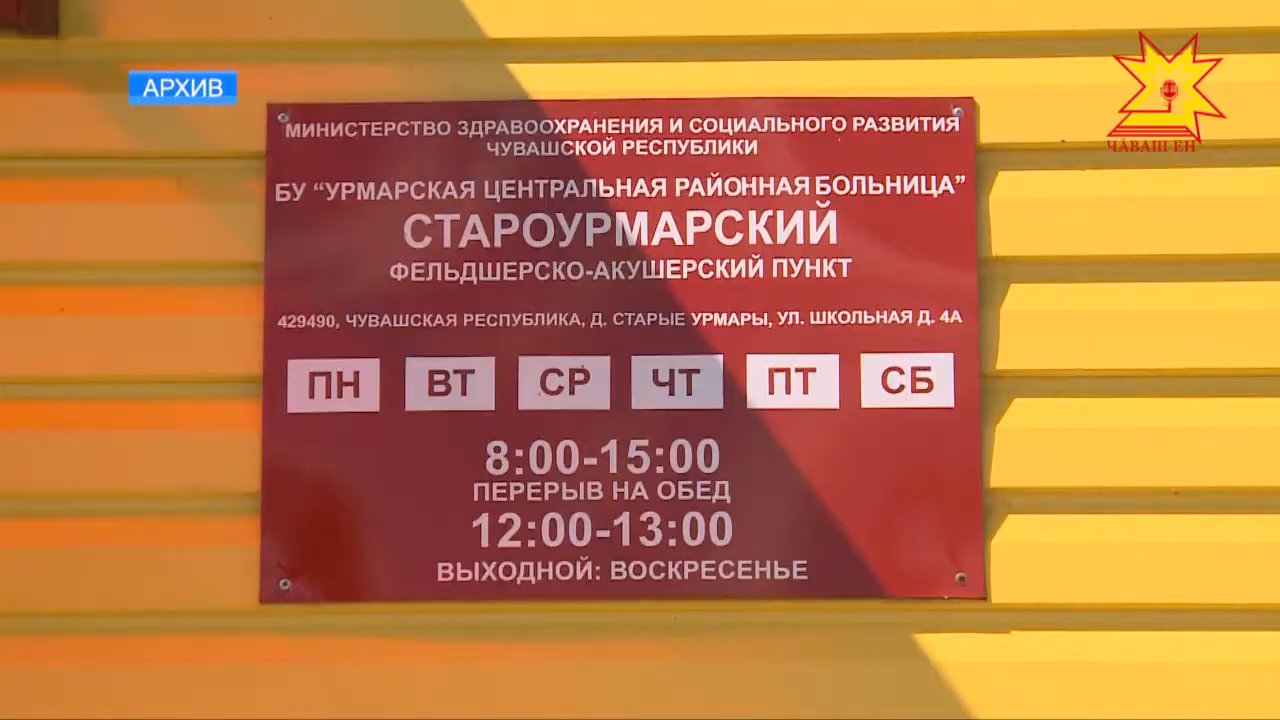 АРХИВ
ЧӐВАШ ЕН
МИНИСТЕРСТВО ЗДРАВООХРАНЕНИЯ И СОЦИАЛЬНОГО РАЗВИТИЯ
ЧУВАШСКОЙ РЕСПУБЛИКИ
БУ “УРМАРСКАЯ ЦЕНТРАЛЬНАЯ РАЙОННАЯ БОЛЬНИЦА”
СТАРОУРМАРСКИЙ
ФЕЛЬДШЕРСКО-АКУШЕРСКИЙ ПУНКТ
429490, ЧУВАШСКАЯ РЕСПУБЛИКА, Д. СТАРЫЕ УРМАРЫ, УЛ. ШКОЛЬНАЯ Д. 4А
ПН ВТ СР ЧТ ПТ СБ
8:00-15:00
ПЕРЕРЫВ НА ОБЕД
12:00-13:00
ВЫХОДНОЙ: ВОСКРЕСЕНЬЕ